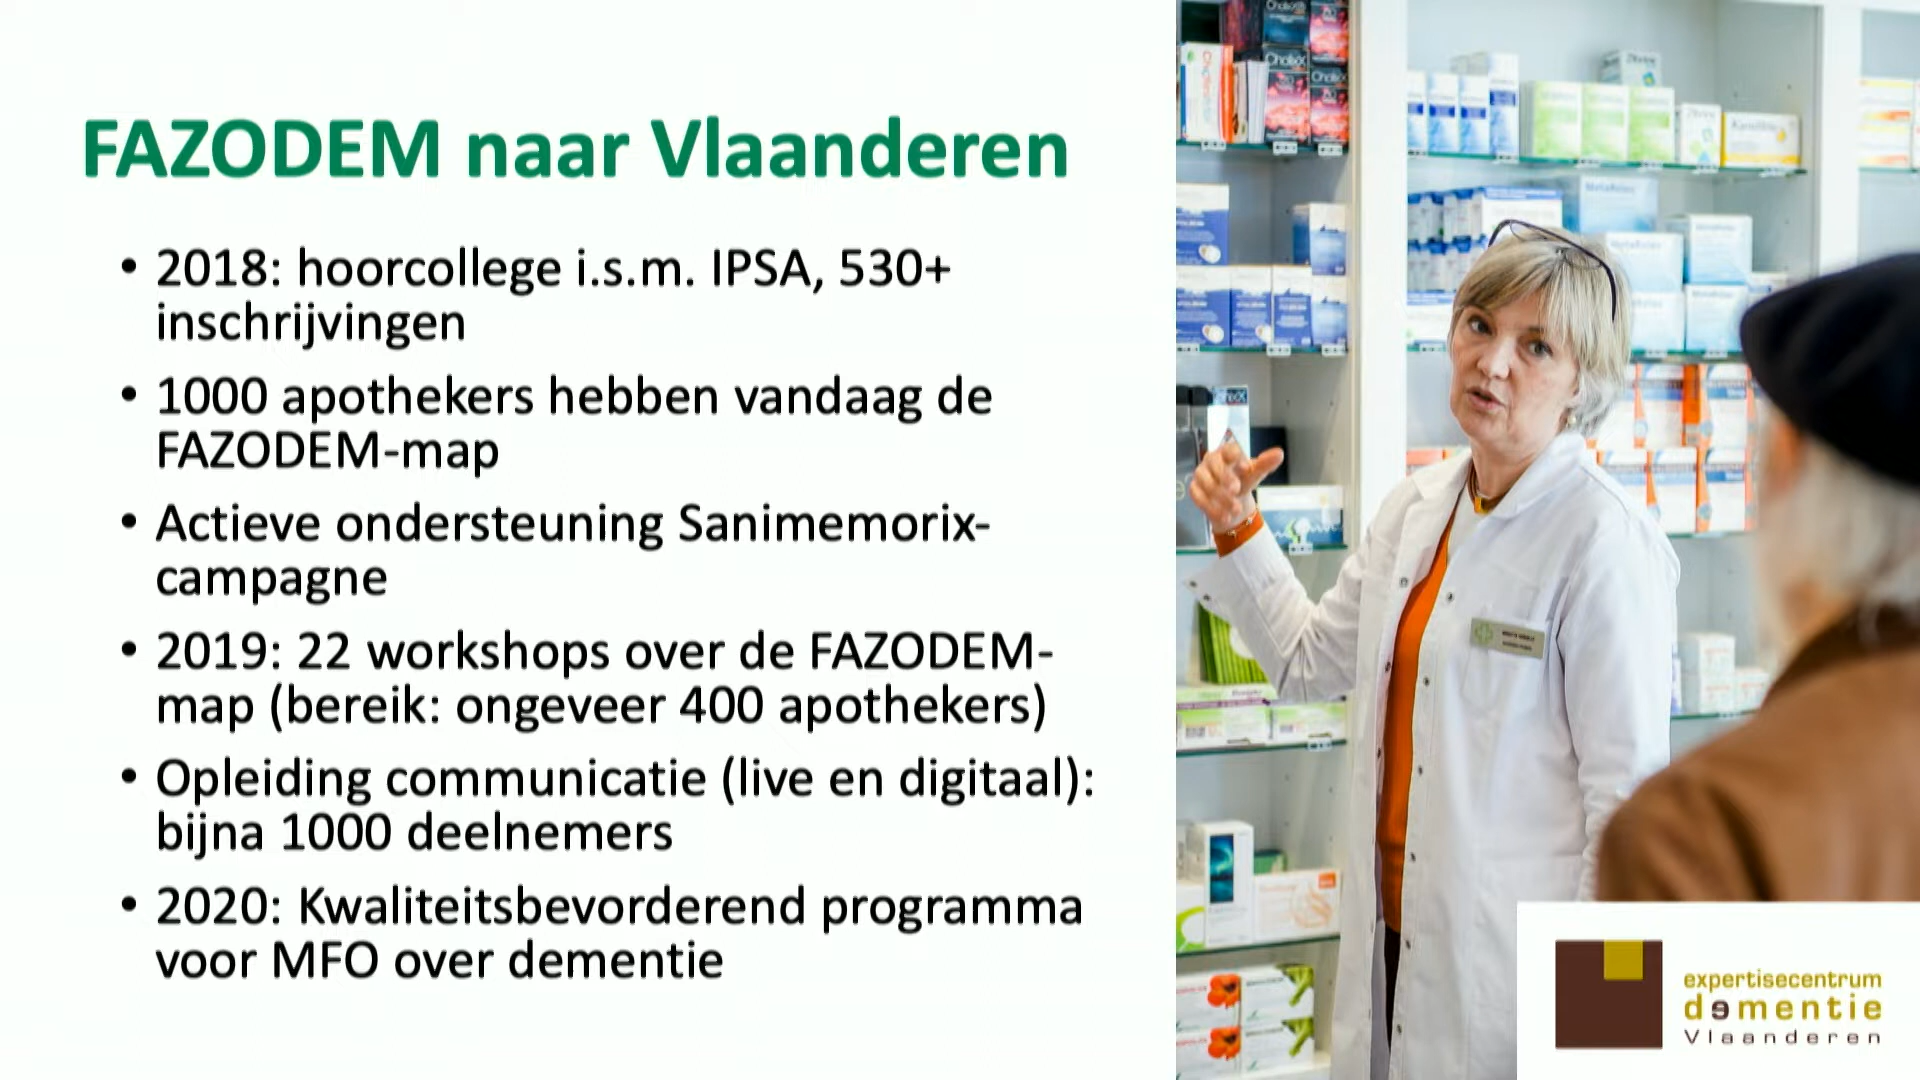 FAZODEM naar Vlaanderen
• 2018: hoorcollege i.s.m. IPSA, 530+
inschrijvingen
• 1000 apothekers hebben vandaag de
FAZODEM-map
• Actieve ondersteuning Sanimemorix-
campagne
• 2019: 22 workshops over de FAZODEM-
map (bereik: ongeveer 400 apothekers)
• Opleiding communicatie (live en digitaal):
bijna 1000 deelnemers
• 2020: Kwaliteitsbevorderend programma
voor MFO over dementie
expertisecentrum
dementie
Vlaanderen